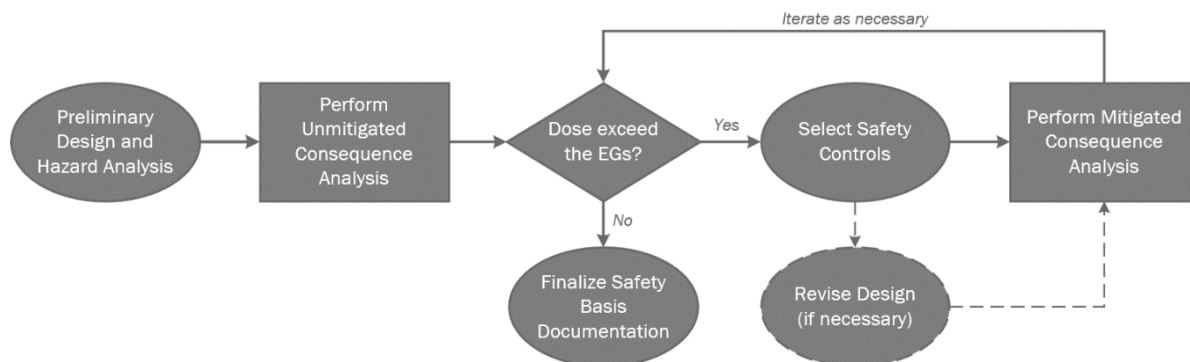 Iterate as necessary
Preliminary
Design and
Hazard Analysis
Perform
Unmitigated
Consequence
Analysis
Dose exceed
the EGs?
Yes
Select Safety
Controls
Perform Mitigated
Consequence
Analysis
No
Finalize Safety
Basis
Documentation
Revise Design
(if necessary)